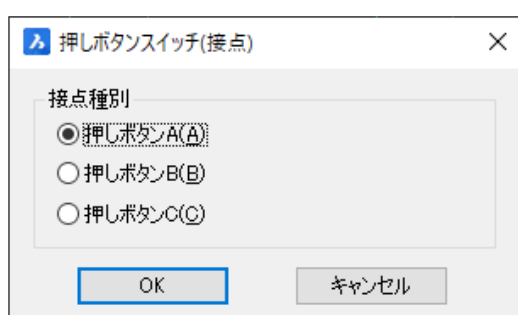 押しボタンスイッチ(接点)
接点種別
押しボタンA(A)
押しボタンB(B)
押しボタンC(C)
OK
キャンセル